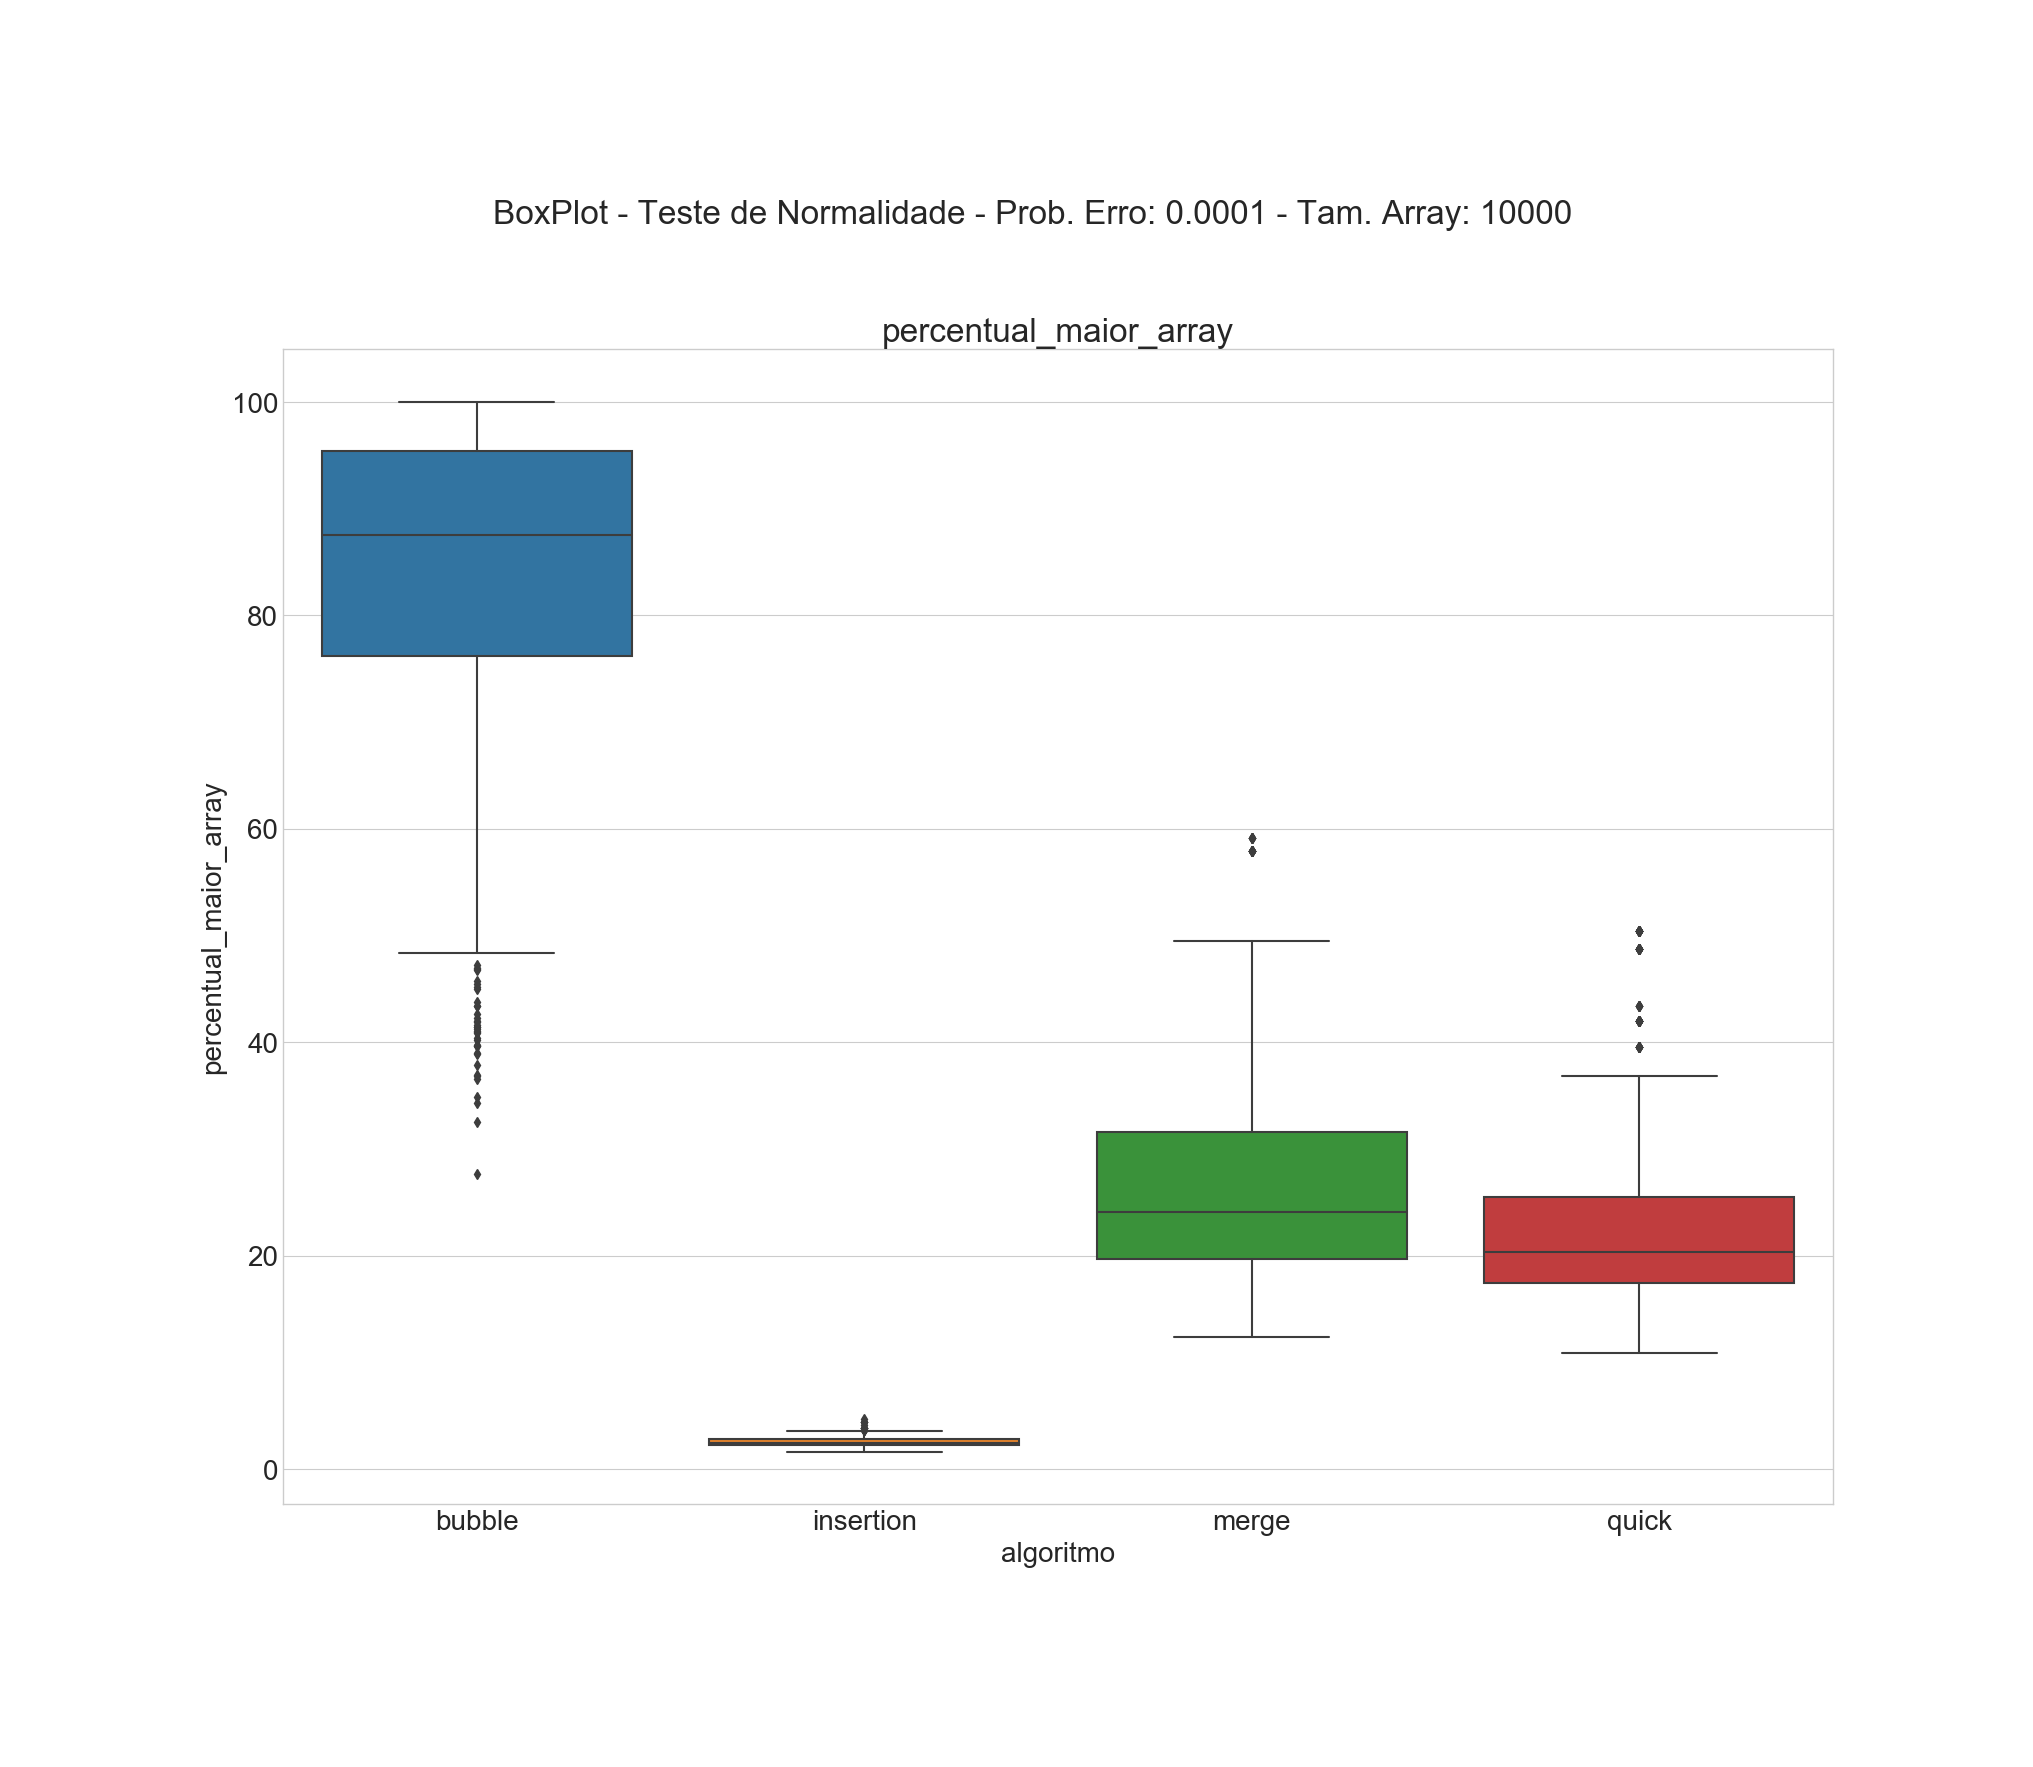 BoxPlot - Teste de Normalidade - Prob. Erro: 0.0001 - Tam. Array: 10000
percentual_maior_array
100
80
60
40
20
0
percentual_maior_array
bubble insertion merge quick
algoritmo